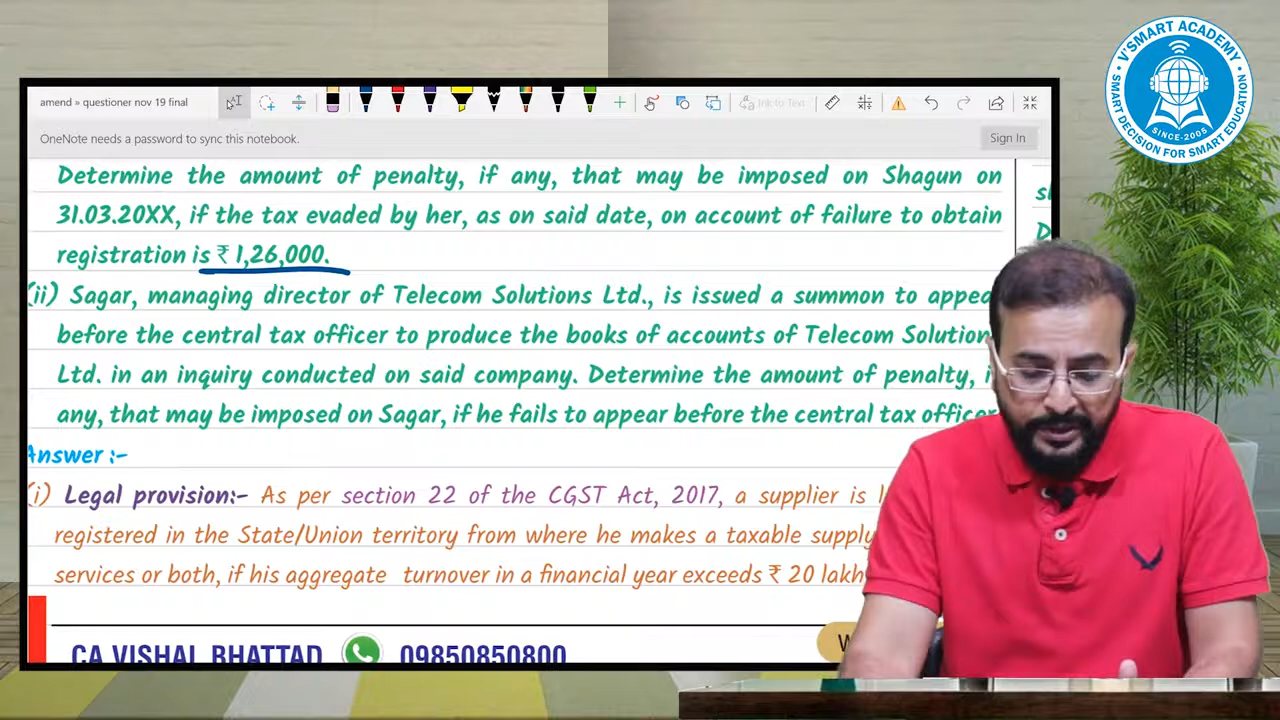 V'SMART ACADEMY
SMART DECISION FOR SMART EDUCATION
SINCE-2005
amend » questioner nov 19 final
Ink to Text
OneNote needs a password to sync this notebook.
Sign In
Determine the amount of penalty, if any, that may be imposed on Shagun on
31.03.20XX, if the tax evaded by her, as on said date, on account of failure to obtain
registration is ₹ 1,26,000.
(ii) Sagar, managing director of Telecom Solutions Ltd., is issued a summon to appea
before the central tax officer to produce the books of accounts of Telecom Solution
Ltd. in an inquiry conducted on said company. Determine the amount of penalty, i
any, that may be imposed on Sagar, if he fails to appear before the central tax officer
Answer :-
(i) Legal provision:- As per section 22 of the CGST Act, 2017, a supplier is l
registered in the State/Union territory from where he makes a taxable supply
services or both, if his aggregate turnover in a financial year exceeds ₹ 20 lakh
CA VISHAL BHATTAD 09850850800